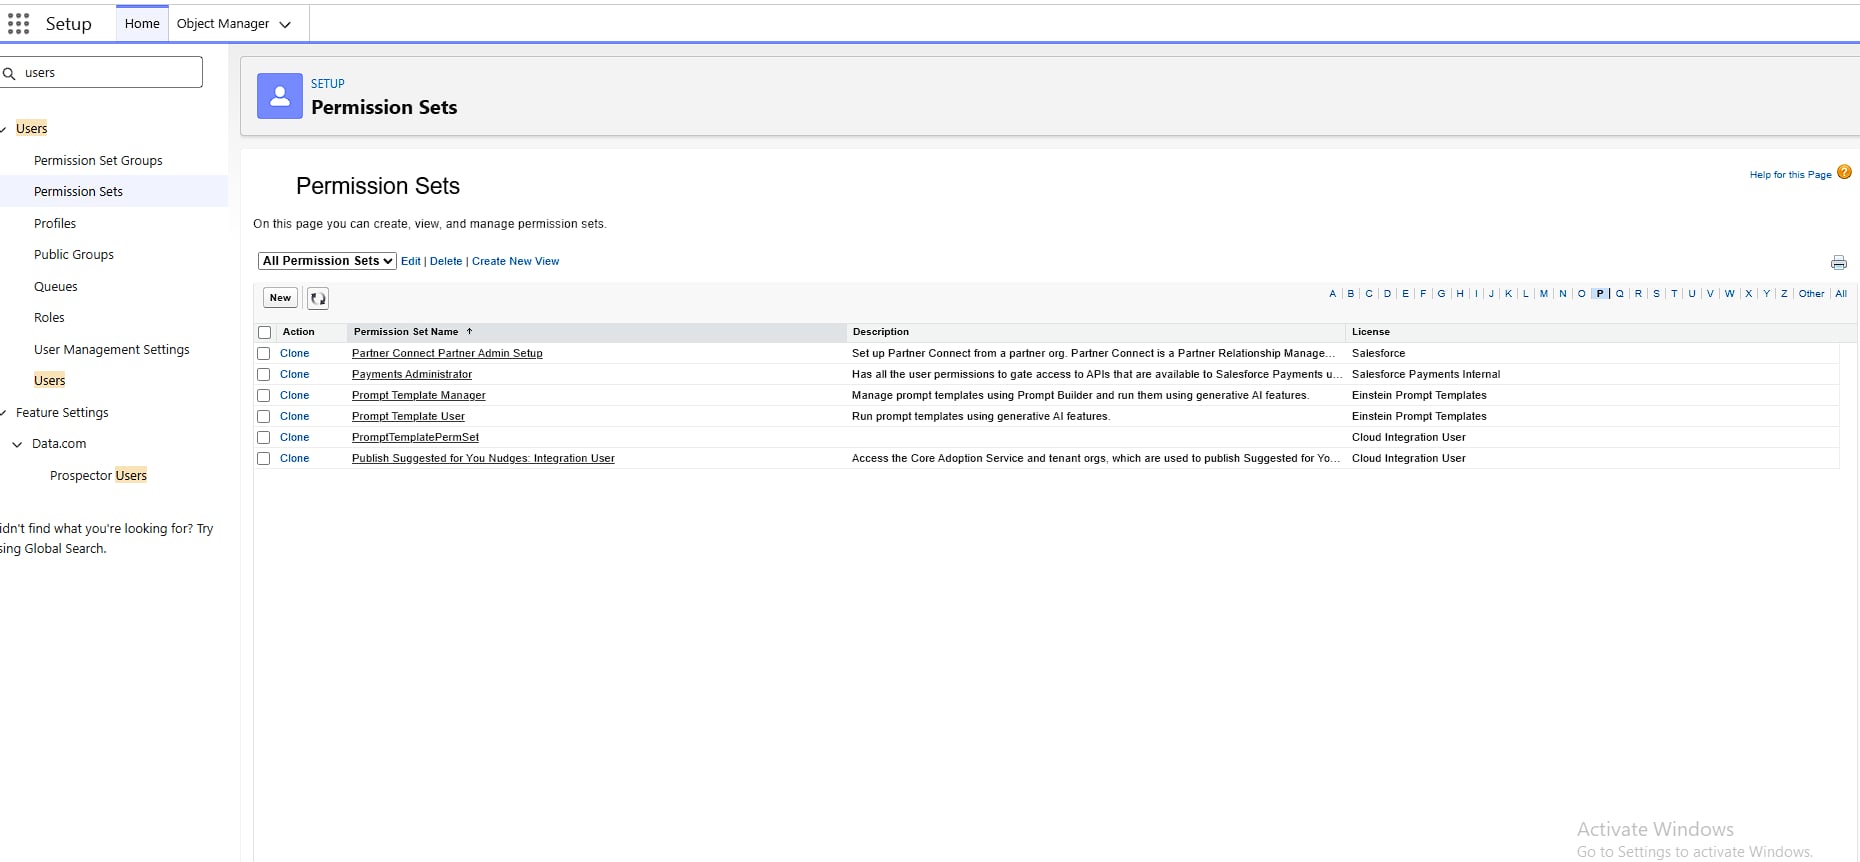 Setup Home Object Manager
users
Users
Permission Set Groups
Permission Sets
Profiles
Public Groups
Queues
Roles
User Management Settings
Users
Feature Settings
Data.com
Prospector Users
idn't find what you're looking for? Try
sing Global Search.
SETUP
Permission Sets
Permission Sets
Help for this Page ?
On this page you can create, view, and manage permission sets.
All Permission Sets Edit | Delete | Create New View
New A | B | C | D | E | F | G | H | I | J | K | L | M | N | O | P | Q | R | S | T | U | V | W | X | Y | Z | Other | All
Action Permission Set Name ↑ Description License
Clone Partner Connect Partner Admin Setup Set up Partner Connect from a partner org. Partner Connect is a Partner Relationship Manage... Salesforce
Clone Payments Administrator Has all the user permissions to gate access to APIs that are available to Salesforce Payments u... Salesforce Payments Internal
Clone Prompt Template Manager Manage prompt templates using Prompt Builder and run them using generative AI features. Einstein Prompt Templates
Clone Prompt Template User Run prompt templates using generative AI features. Einstein Prompt Templates
Clone PromptTemplatePermSet Cloud Integration User
Clone Publish Suggested for You Nudges: Integration User Access the Core Adoption Service and tenant orgs, which are used to publish Suggested for Yo... Cloud Integration User
Activate Windows
Go to Settings to activate Windows.